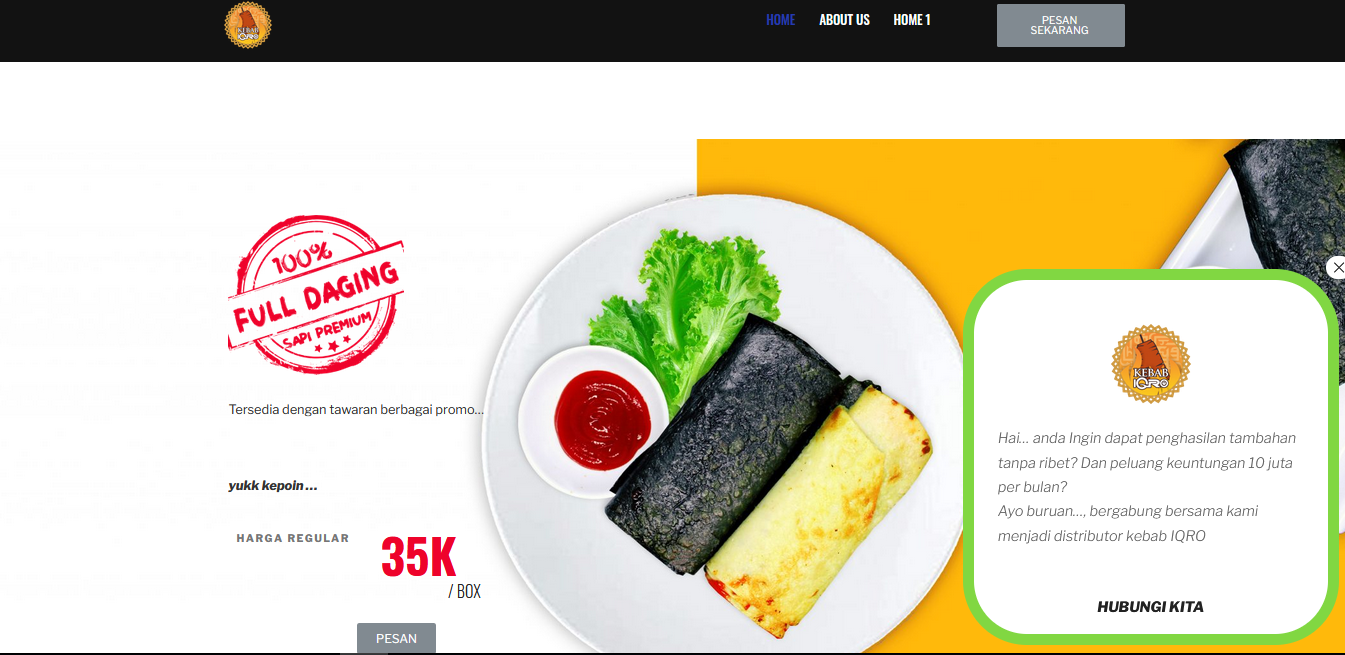 KEBAB
IQRO
HOME
ABOUT US
HOME 1
PESAN
SEKARANG
100%
FULL DAGING
SAPI PREMIUM
Tersedia dengan tawaran berbagai promo...
yukk kepoin ...
HARGA REGULAR
35K
/ BOX
PESAN
KEBAB
IQRO
Hai... anda Ingin dapat penghasilan tambahan
tanpa ribet? Dan peluang keuntungan 10 juta
per bulan?
Ayo buruan..., bergabung bersama kami
menjadi distributor kebab IQRO
HUBUNGI KITA